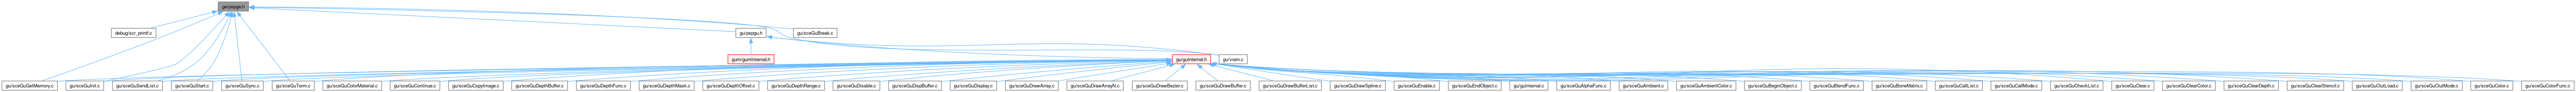 ge/pspge.h
debug/scr_printf.c
gu/pspgu.h
gu/sceGuBreak.c
gum/gumInternal.h
gu/guInternal.h
gu/vram.c
gu/sceGuGetMemory.c
gu/sceGuInit.c
gu/sceGuSendList.c
gu/sceGuStart.c
gu/sceGuSync.c
gu/sceGuTerm.c
gu/sceGuColorMaterial.c
gu/sceGuContinue.c
gu/sceGuCopyImage.c
gu/sceGuDepthBuffer.c
gu/sceGuDepthFunc.c
gu/sceGuDepthMask.c
gu/sceGuDepthOffset.c
gu/sceGuDepthRange.c
gu/sceGuDisable.c
gu/sceGuDispBuffer.c
gu/sceGuDisplay.c
gu/sceGuDrawArray.c
gu/sceGuDrawArrayN.c
gu/sceGuDrawBezier.c
gu/sceGuDrawBuffer.c
gu/sceGuDrawBufferList.c
gu/sceGuDrawSpline.c
gu/sceGuEnable.c
gu/sceGuEndObject.c
gu/guInternal.c
gu/sceGuAlphaFunc.c
gu/sceGuAmbient.c
gu/sceGuAmbientColor.c
gu/sceGuBeginObject.c
gu/sceGuBlendFunc.c
gu/sceGuBoneMatrix.c
gu/sceGuCallList.c
gu/sceGuCallMode.c
gu/sceGuCheckList.c
gu/sceGuClear.c
gu/sceGuClearColor.c
gu/sceGuClearDepth.c
gu/sceGuClearStencil.c
gu/sceGuClutLoad.c
gu/sceGuClutMode.c
gu/sceGuColor.c
gu/sceGuColorFunc.c